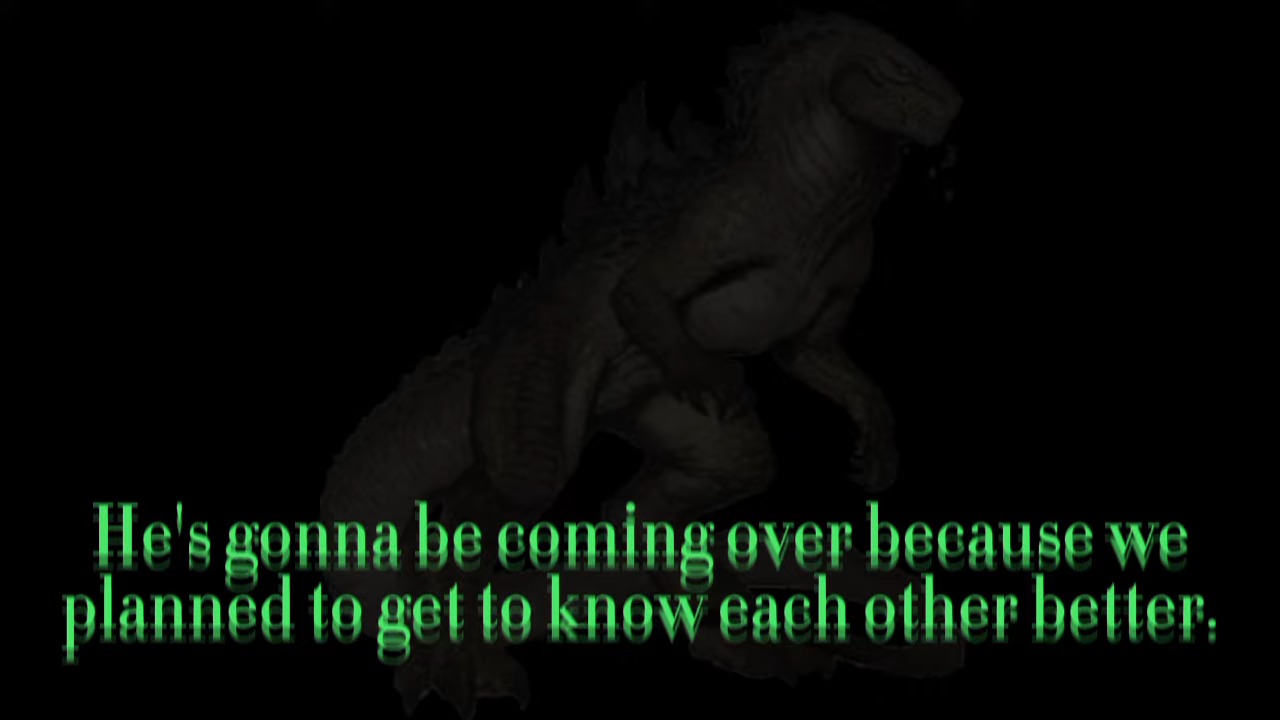 He's gonna be coming over because we
planned to get to know each other better.